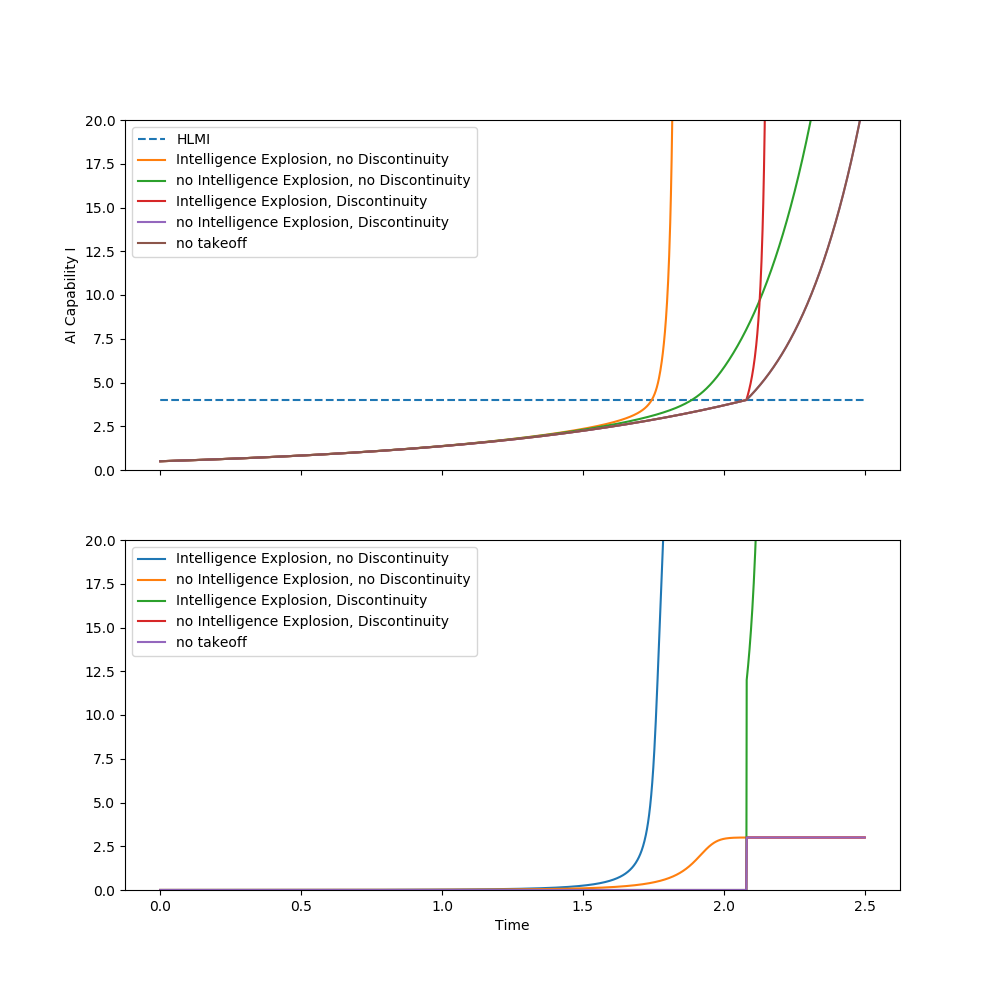 20.0
17.5
15.0
12.5
10.0
7.5
5.0
2.5
0.0
AI Capability I
HLMI
Intelligence Explosion, no Discontinuity
no Intelligence Explosion, no Discontinuity
Intelligence Explosion, Discontinuity
no Intelligence Explosion, Discontinuity
no takeoff
20.0
17.5
15.0
12.5
10.0
7.5
5.0
2.5
0.0
Intelligence Explosion, no Discontinuity
no Intelligence Explosion, no Discontinuity
Intelligence Explosion, Discontinuity
no Intelligence Explosion, Discontinuity
no takeoff
0.0 0.5 1.0 1.5 2.0 2.5
Time